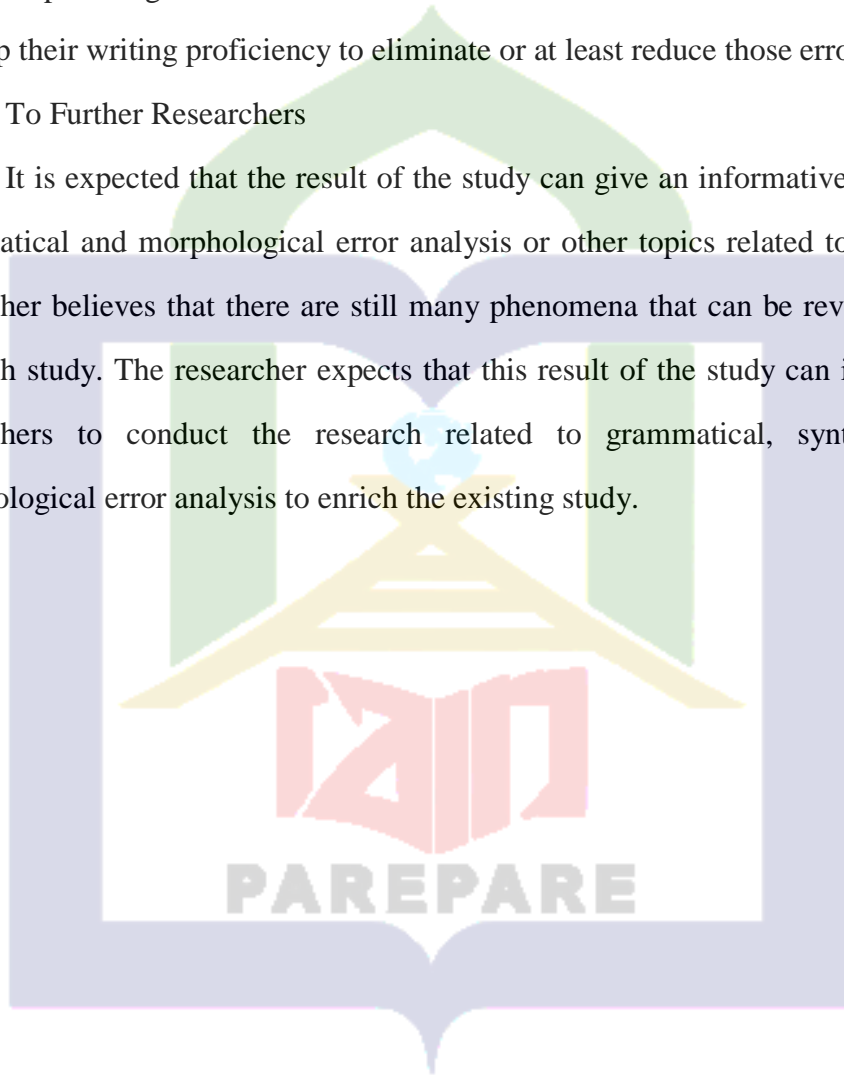 p their writing proficiency to eliminate or at least reduce those erro
To Further Researchers
It is expected that the result of the study can give an informative
atical and morphological error analysis or other topics related to
her believes that there are still many phenomena that can be rev
h study. The researcher expects that this result of the study can i
hers to conduct the research related to grammatical, synt
ological error analysis to enrich the existing study.
iain
PAREPARE